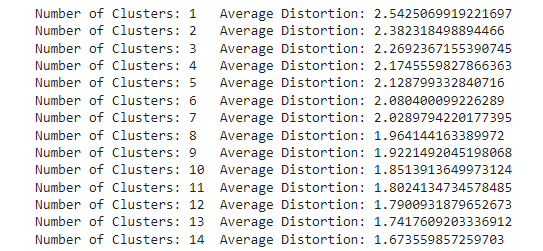 Number of Clusters: 1 Average Distortion: 2.5425069919221697
Number of Clusters: 2 Average Distortion: 2.382318498894466
Number of Clusters: 3 Average Distortion: 2.2692367155390745
Number of Clusters: 4 Average Distortion: 2.1745559827866363
Number of Clusters: 5 Average Distortion: 2.128799332840716
Number of Clusters: 6 Average Distortion: 2.080400099226289
Number of Clusters: 7 Average Distortion: 2.0289794220177395
Number of Clusters: 8 Average Distortion: 1.964144163389972
Number of Clusters: 9 Average Distortion: 1.9221492045198068
Number of Clusters: 10 Average Distortion: 1.8513913649973124
Number of Clusters: 11 Average Distortion: 1.8024134734578485
Number of Clusters: 12 Average Distortion: 1.7900931879652673
Number of Clusters: 13 Average Distortion: 1.7417609203336912
Number of Clusters: 14 Average Distortion: 1.673559857259703